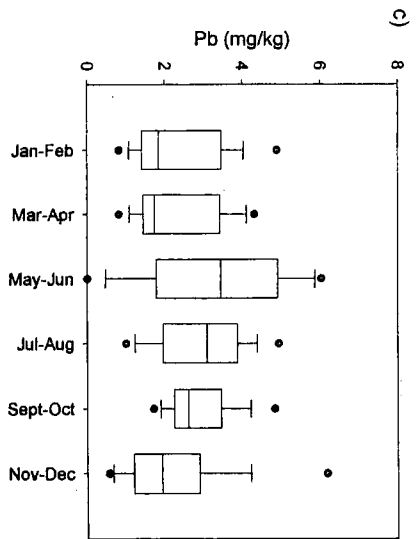 c)
Pb (mg/kg)
0
2
4
6
8
Jan-Feb
Mar-Apr
May-Jun
Jul-Aug
Sept-Oct
Nov-Dec